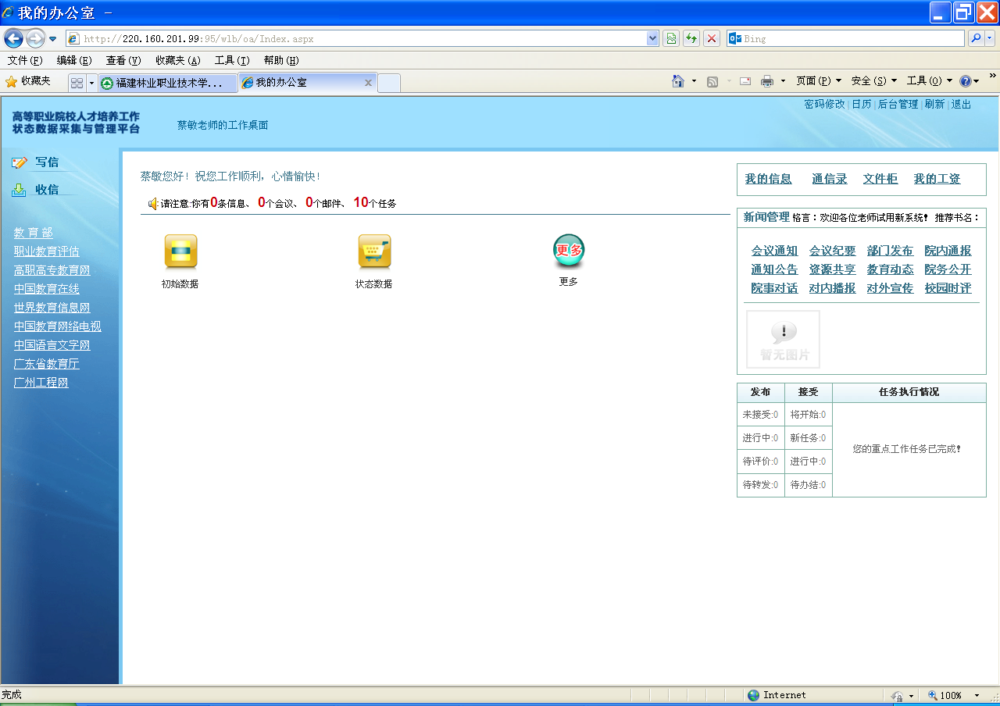 我的办公室 -
http://220.160.201.99:95/wlb/oa/Index.aspx
Bing
文件(F) 编辑(E) 查看(V) 收藏夹(A) 工具(T) 帮助(H)
收藏夹 福建林业职业技术学... 我的办公室 页面(P) 安全(S) 工具(O) »
密码修改|日历|后台管理|刷新|退出
高等职业院校人才培养工作
状态数据采集与管理平台
蔡敏老师的工作桌面
写信
收信
教 育 部
职业教育评估
高职高专教育网
中国教育在线
世界教育信息网
中国教育网络电视
中国语言文字网
广东省教育厅
广州工程网
蔡敏您好！祝您工作顺利，心情愉快！
请注意:你有0条信息、 0个会议、 0个邮件、 10个任务
初始数据
状态数据
更多
更多
我的信息 通信录 文件柜 我的工资
新闻管理 格言：欢迎各位老师试用新系统！ 推荐书名：
会议通知 会议纪要 部门发布 院内通报
通知公告 资源共享 教育动态 院务公开
院事对话 对内播报 对外宣传 校园时评
暂无图片
发布 接受 任务执行情况
未接受:0 将开始:0
进行中:0 新任务:0
您的重点工作任务已完成！
待评价:0 进行中:0
待转发:0 待办结:0
完成 Internet 100%